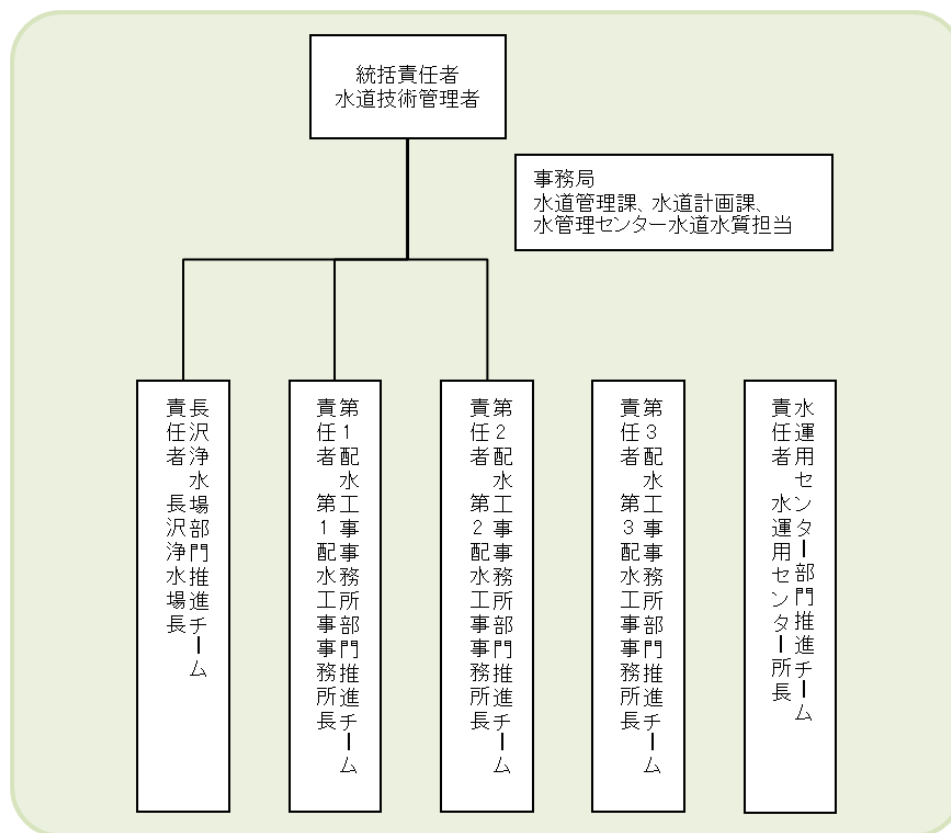 統括責任者
水道技術管理者
事務局
水道管理課、水道計画課、
水管理センター水道水質担当
長沢浄水場部門推進チーム
責任者　長沢浄水場長
第1配水工事事務所部門推進チーム
責任者　第1配水工事事務所長
第2配水工事事務所部門推進チーム
責任者　第2配水工事事務所長
第3配水工事事務所部門推進チーム
責任者　第3配水工事事務所長
水運用センター部門推進チーム
責任者　水運用センター所長